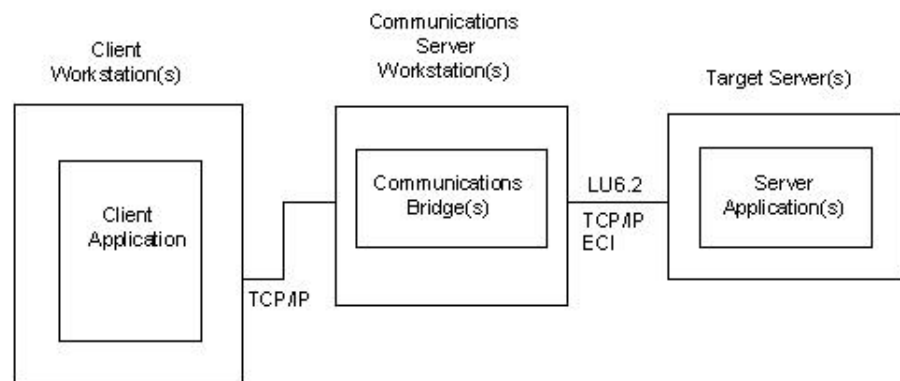 Client
Workstation(s)
Communications
Server
Workstation(s)
Target Server(s)
Client
Application
TCP/IP
Communications
Bridge(s)
LU6.2
TCP/IP
ECI
Server
Application(s)